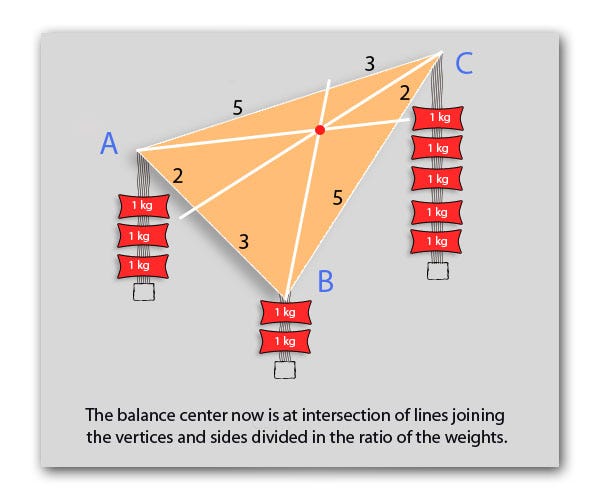 C
3
2
5
A
1 kg
1 kg
1 kg
1 kg
1 kg
2
5
1 kg
1 kg
1 kg
3
B
1 kg
1 kg
The balance center now is at intersection of lines joining
the vertices and sides divided in the ratio of the weights.